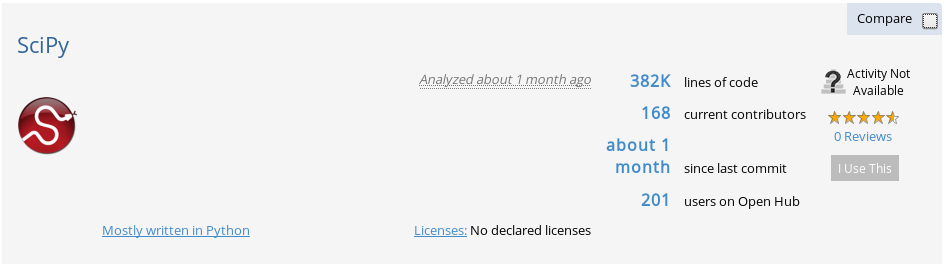 Compare
SciPy
Analyzed about 1 month ago
382K lines of code
168 current contributors
about 1
month since last commit
201 users on Open Hub
Activity Not
Available
0 Reviews
I Use This
Mostly written in Python
Licenses: No declared licenses